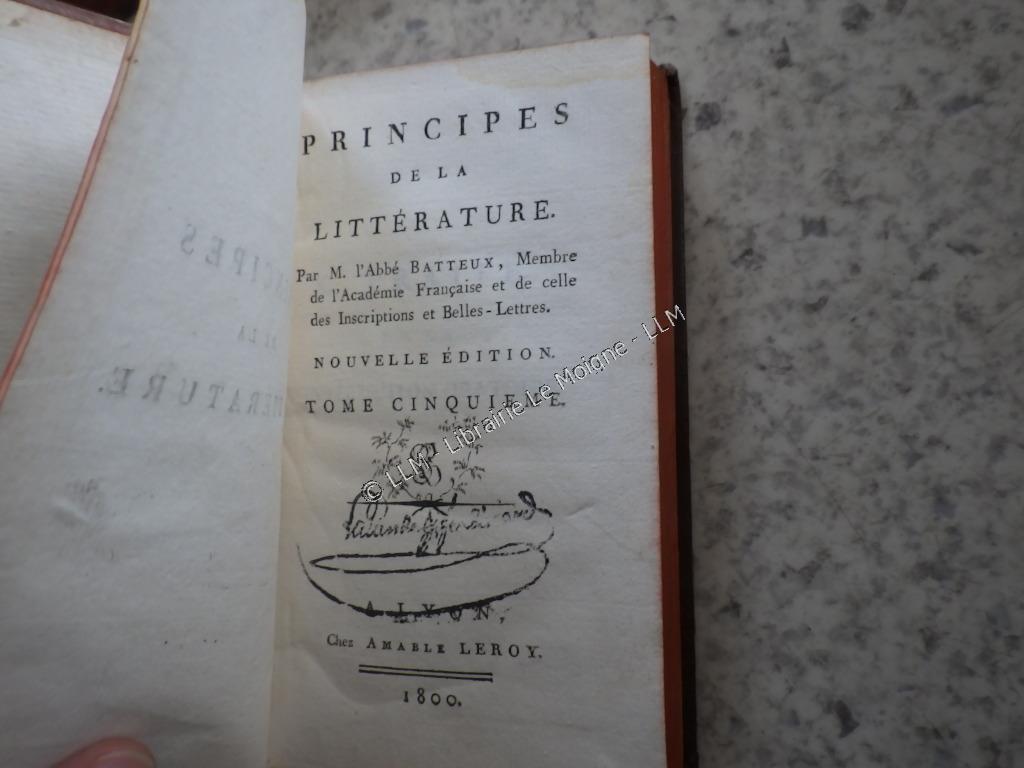 PRINCIPES
DE LA
LITTÉRATURE.
Par M. l'Abbé BATTEUX, Membre
de l'Académie Française et de celle
des Inscriptions et Belles-Lettres.
NOUVELLE ÉDITION.
TOME CINQUIEME.
© LLM - Librairie Le Moigne - LLM
A LYON,
Chez AMABLE LEROY.
1800.